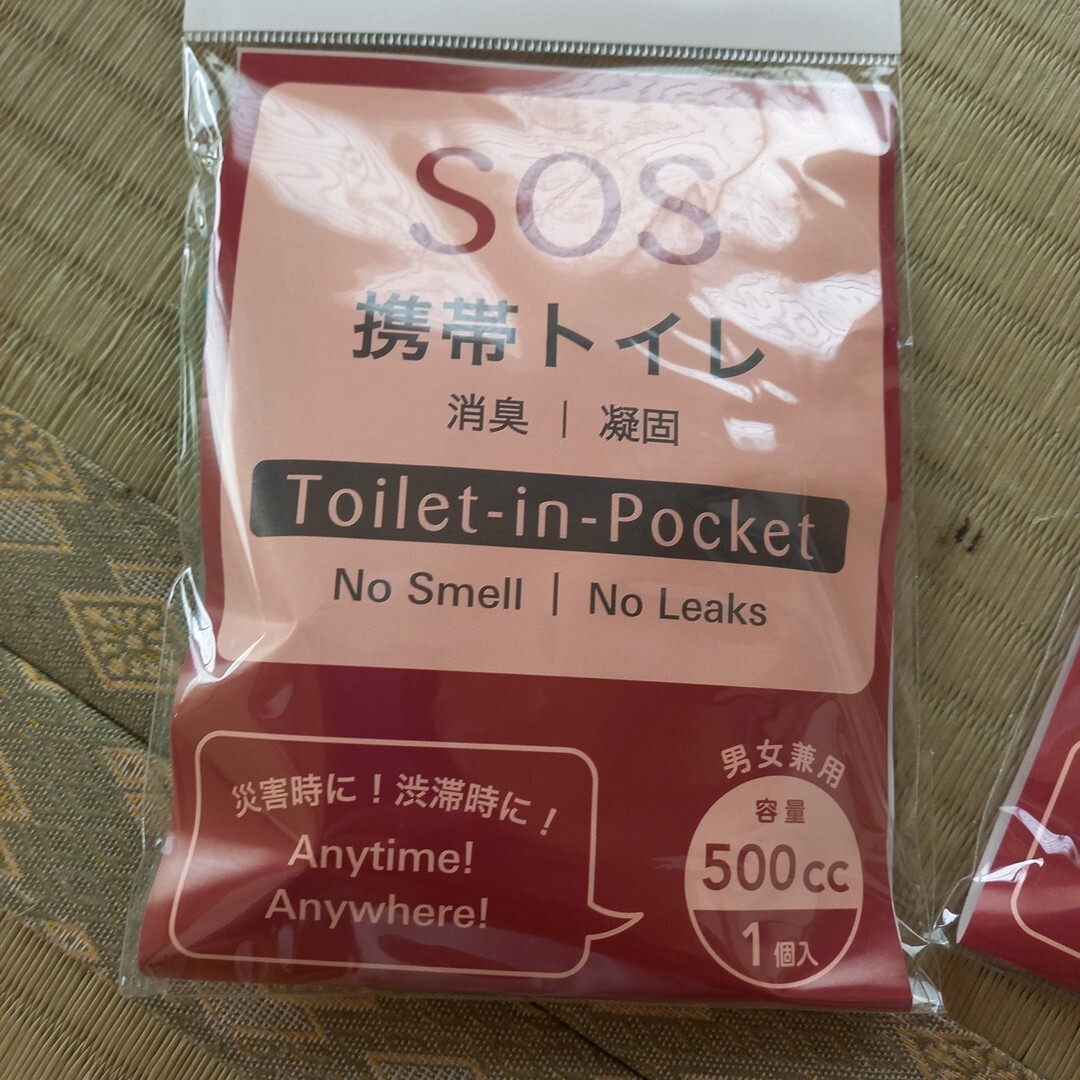 SOS
携帯トイレ
消臭 | 凝固
Toilet-in-Pocket
No Smell | No Leaks
災害時に！渋滞時に！
Anytime!
Anywhere!
男女兼用
容量
500cc
1個入